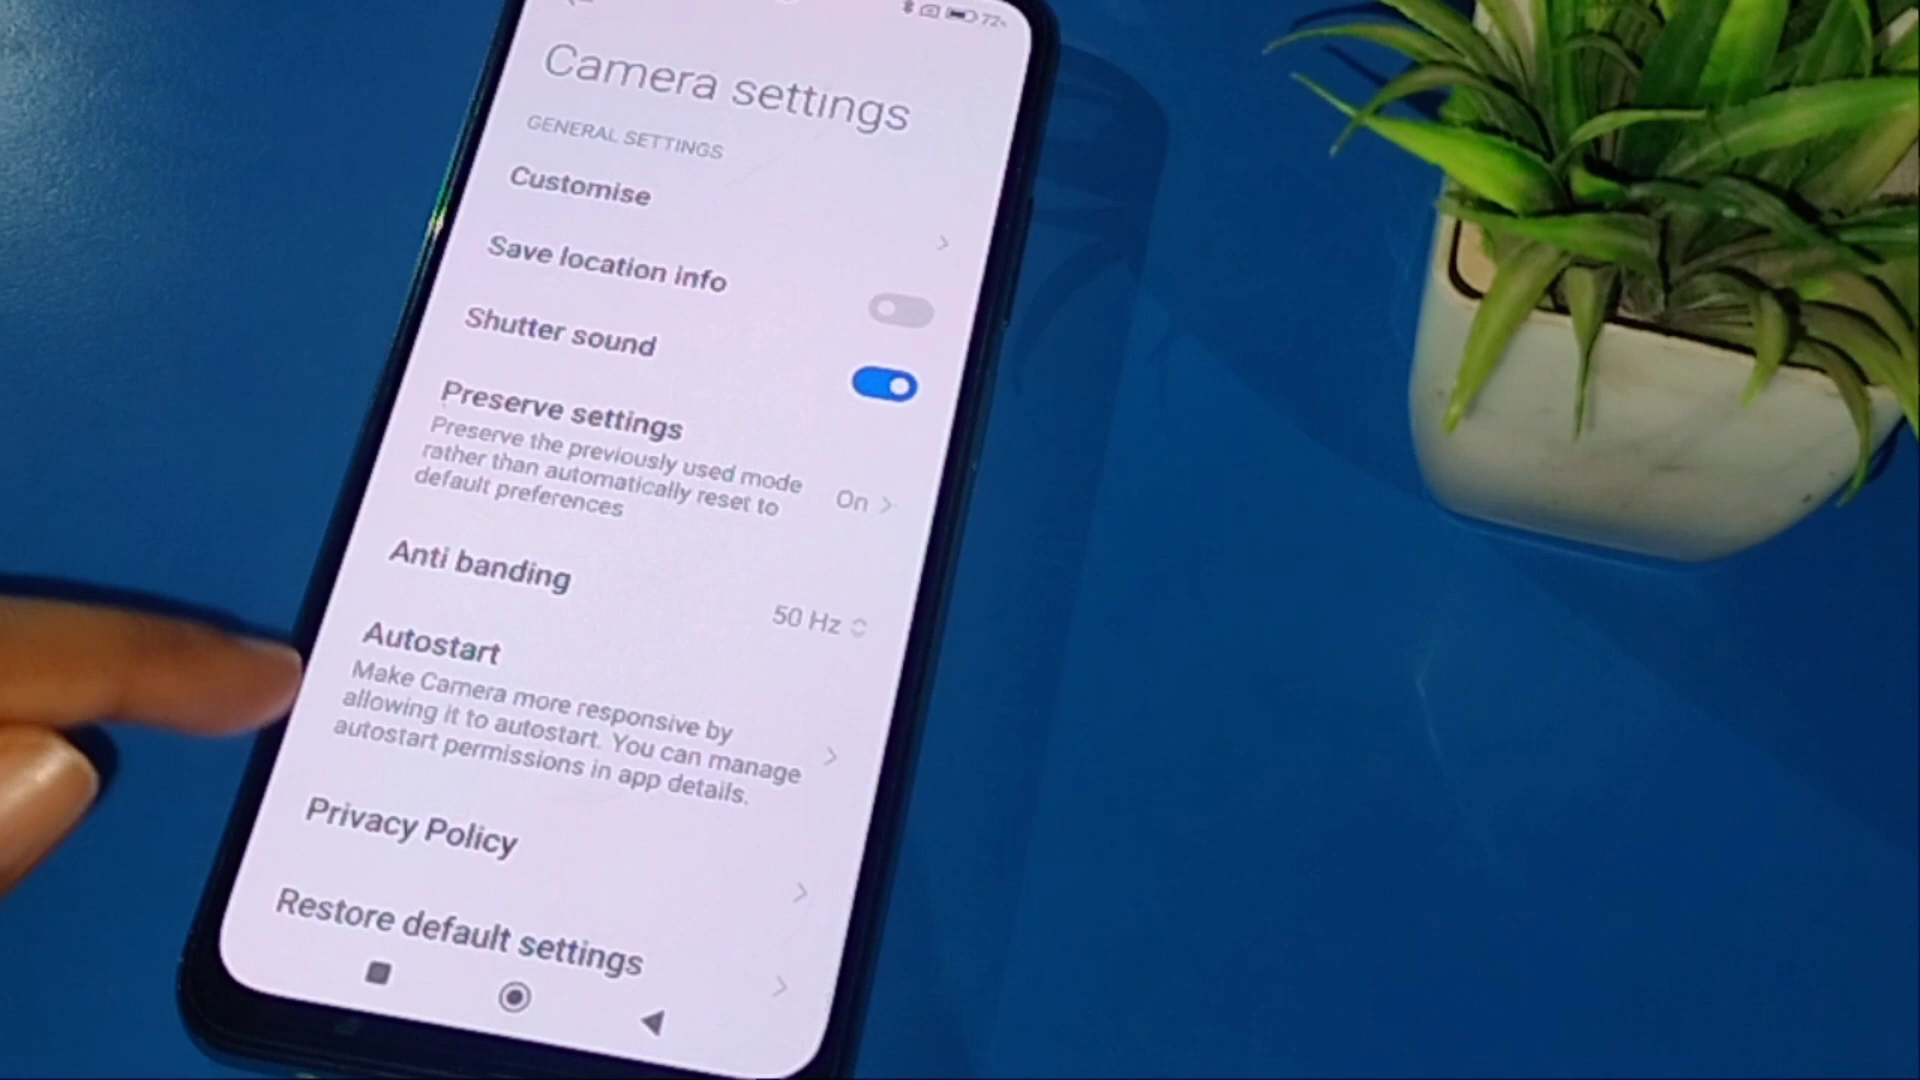 72%
Camera settings
GENERAL SETTINGS
Customise
Save location info
Shutter sound
Preserve settings
Preserve the previously used mode
rather than automatically reset to
default preferences
On
Anti banding
50 Hz
Autostart
Make Camera more responsive by
allowing it to autostart. You can manage
autostart permissions in app details.
Privacy Policy
Restore default settings